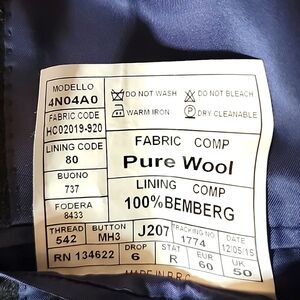 MODELLO
4N04A0
FABRIC CODE
HC02019-920
LINING CODE
80
BUONO
737
FODERA
8433
DO NOT WASH
DO NOT BLEACH
WARM IRON
DRY CLEANABLE
FABRIC COMP
Pure Wool
LINING COMP
100%BEMBERG
THREAD
542
BUTTON
MH3
J207
TRACKING NO
1774
DATE
12/05/15
RN 134622
DROP
6
STAT
R
EUR
60
UK
50
MADE IN P.R.C